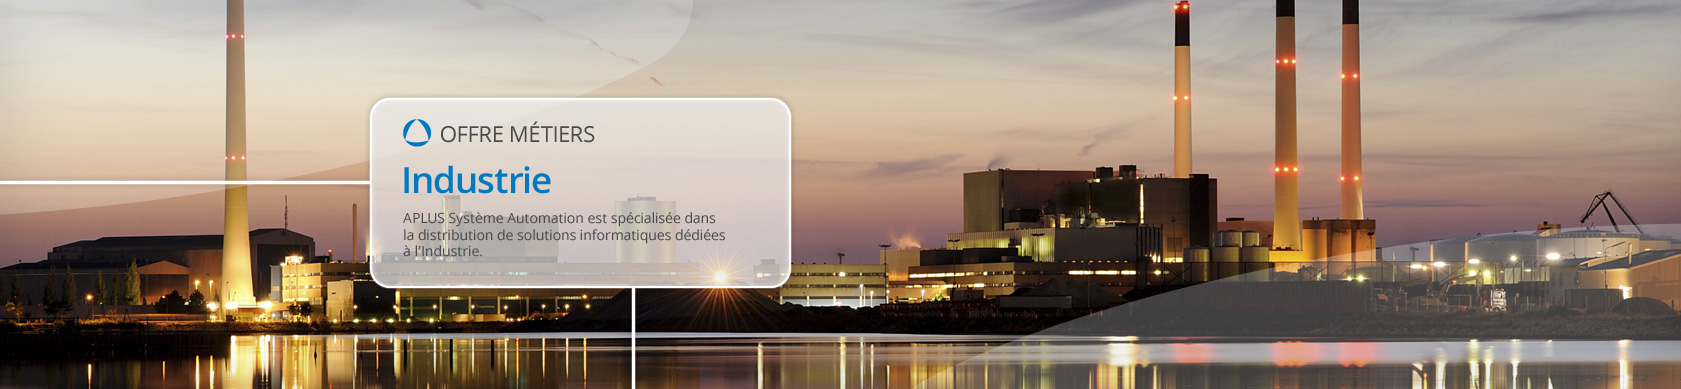 OFFRE MÉTIERS
Industrie
APLUS Système Automation est spécialisée dans
la distribution de solutions informatiques dédiées
à l'Industrie.